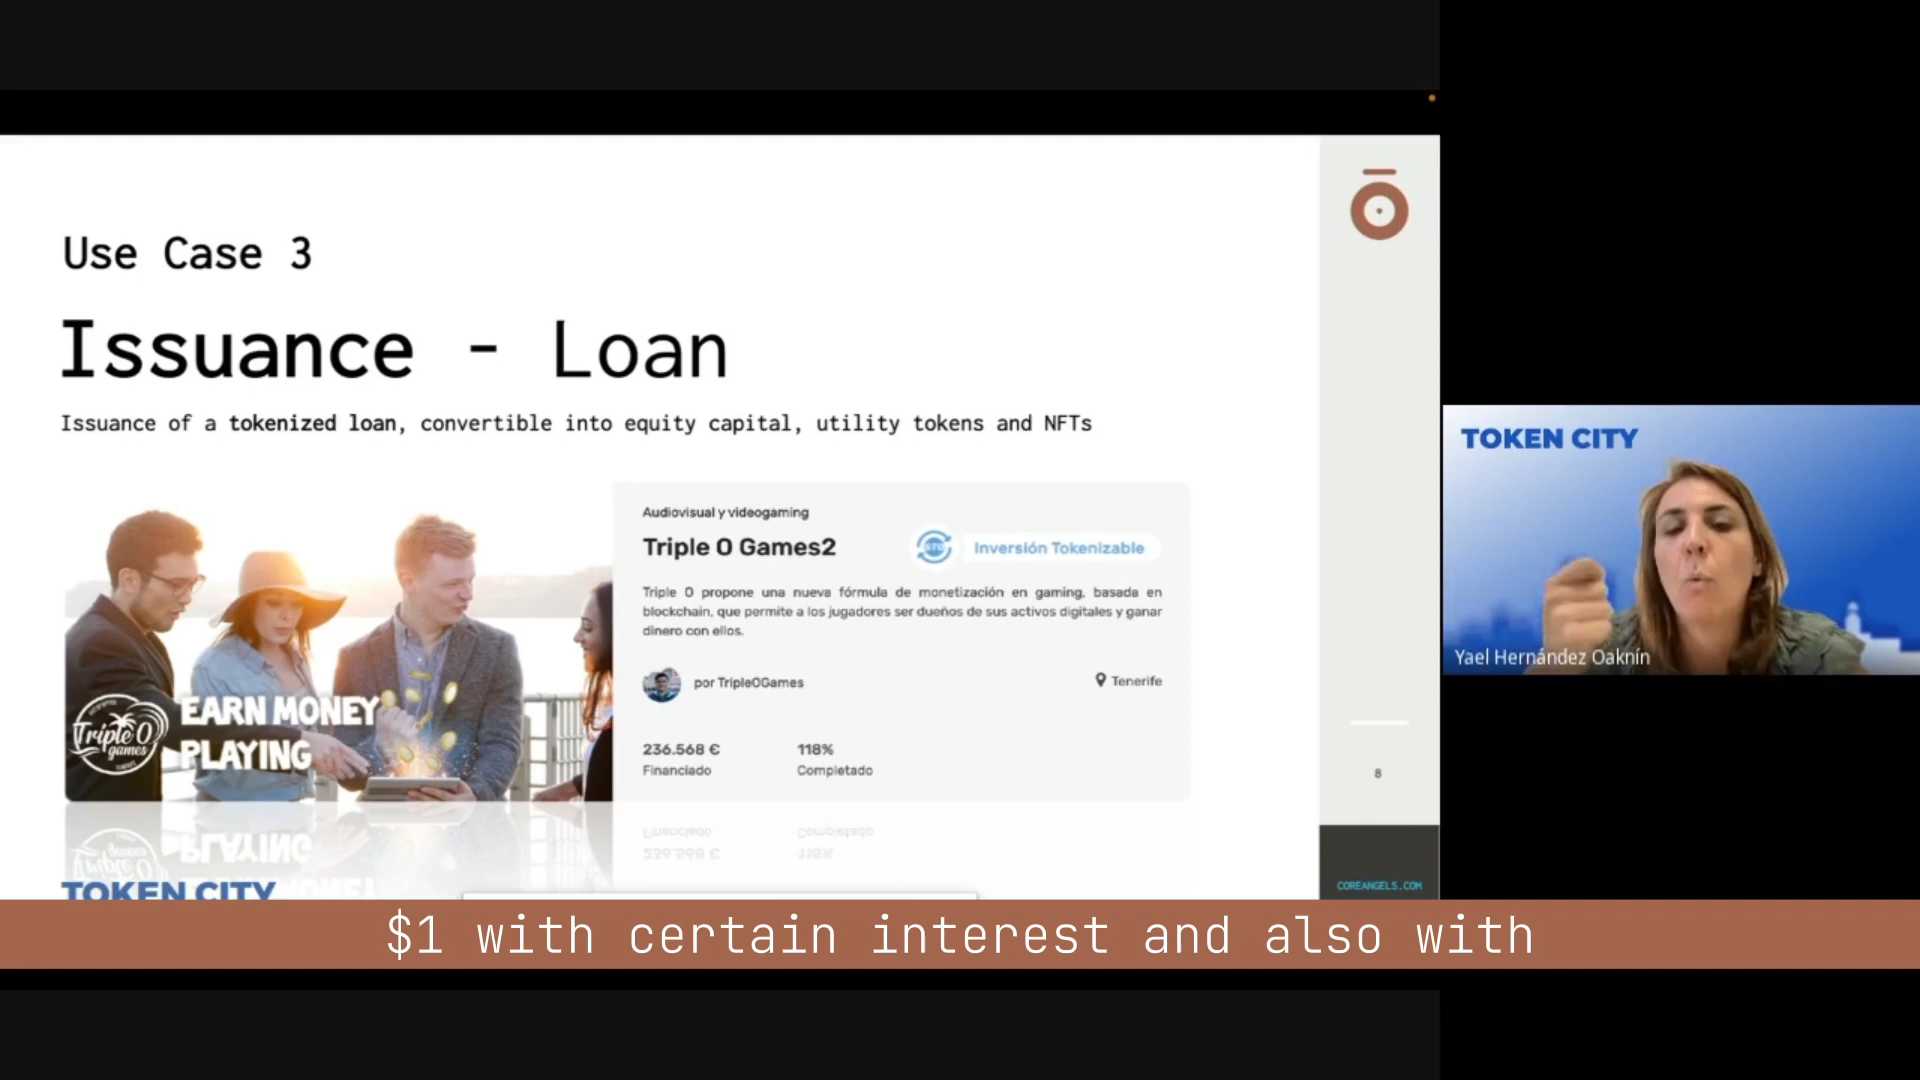 Use Case 3
Issuance - Loan
Issuance of a tokenized loan, convertible into equity capital, utility tokens and NFTs
Audiovisual y videogaming
Triple O Games2
STO
Inversión Tokenizable
Triple O propone una nueva fórmula de monetización en gaming, basada en
blockchain, que permite a los jugadores ser dueños de sus activos digitales y ganar
dinero con ellos.
por TripleOGames
Tenerife
236.568 €
118%
Financiado
Completado
Triple O
games
EARN MONEY
PLAYING
TOKEN CITY
8
COREANGELS.COM
TOKEN CITY
Yael Hernández Oaknín
$1 with certain interest and also with